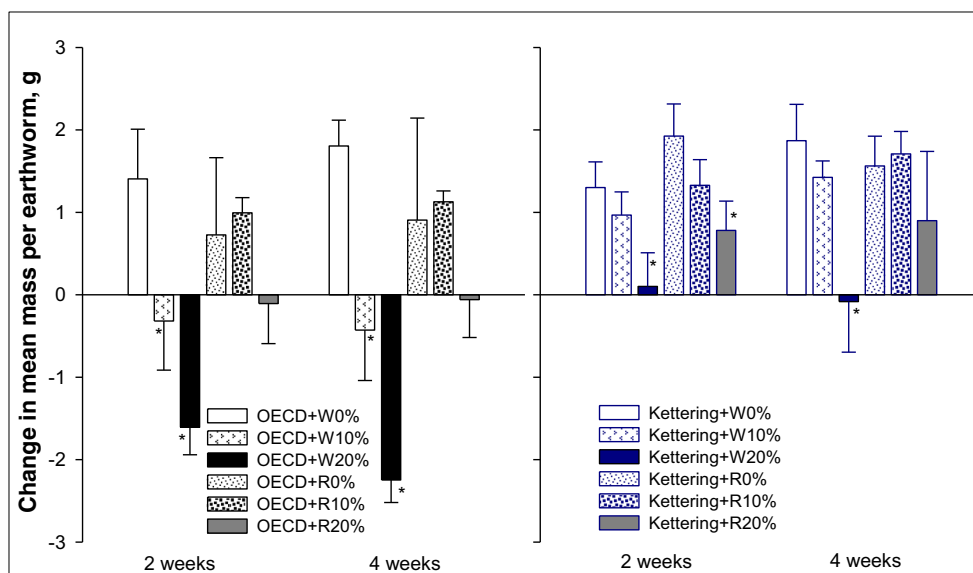 Change in mean mass per earthworm, g
3
2
1
0
-1
-2
-3
*
*
*
*
*
*
*
OECD+W0%
OECD+W10%
OECD+W20%
OECD+R0%
OECD+R10%
OECD+R20%
Kettering+W0%
Kettering+W10%
Kettering+W20%
Kettering+R0%
Kettering+R10%
Kettering+R20%
2 weeks
4 weeks
2 weeks
4 weeks